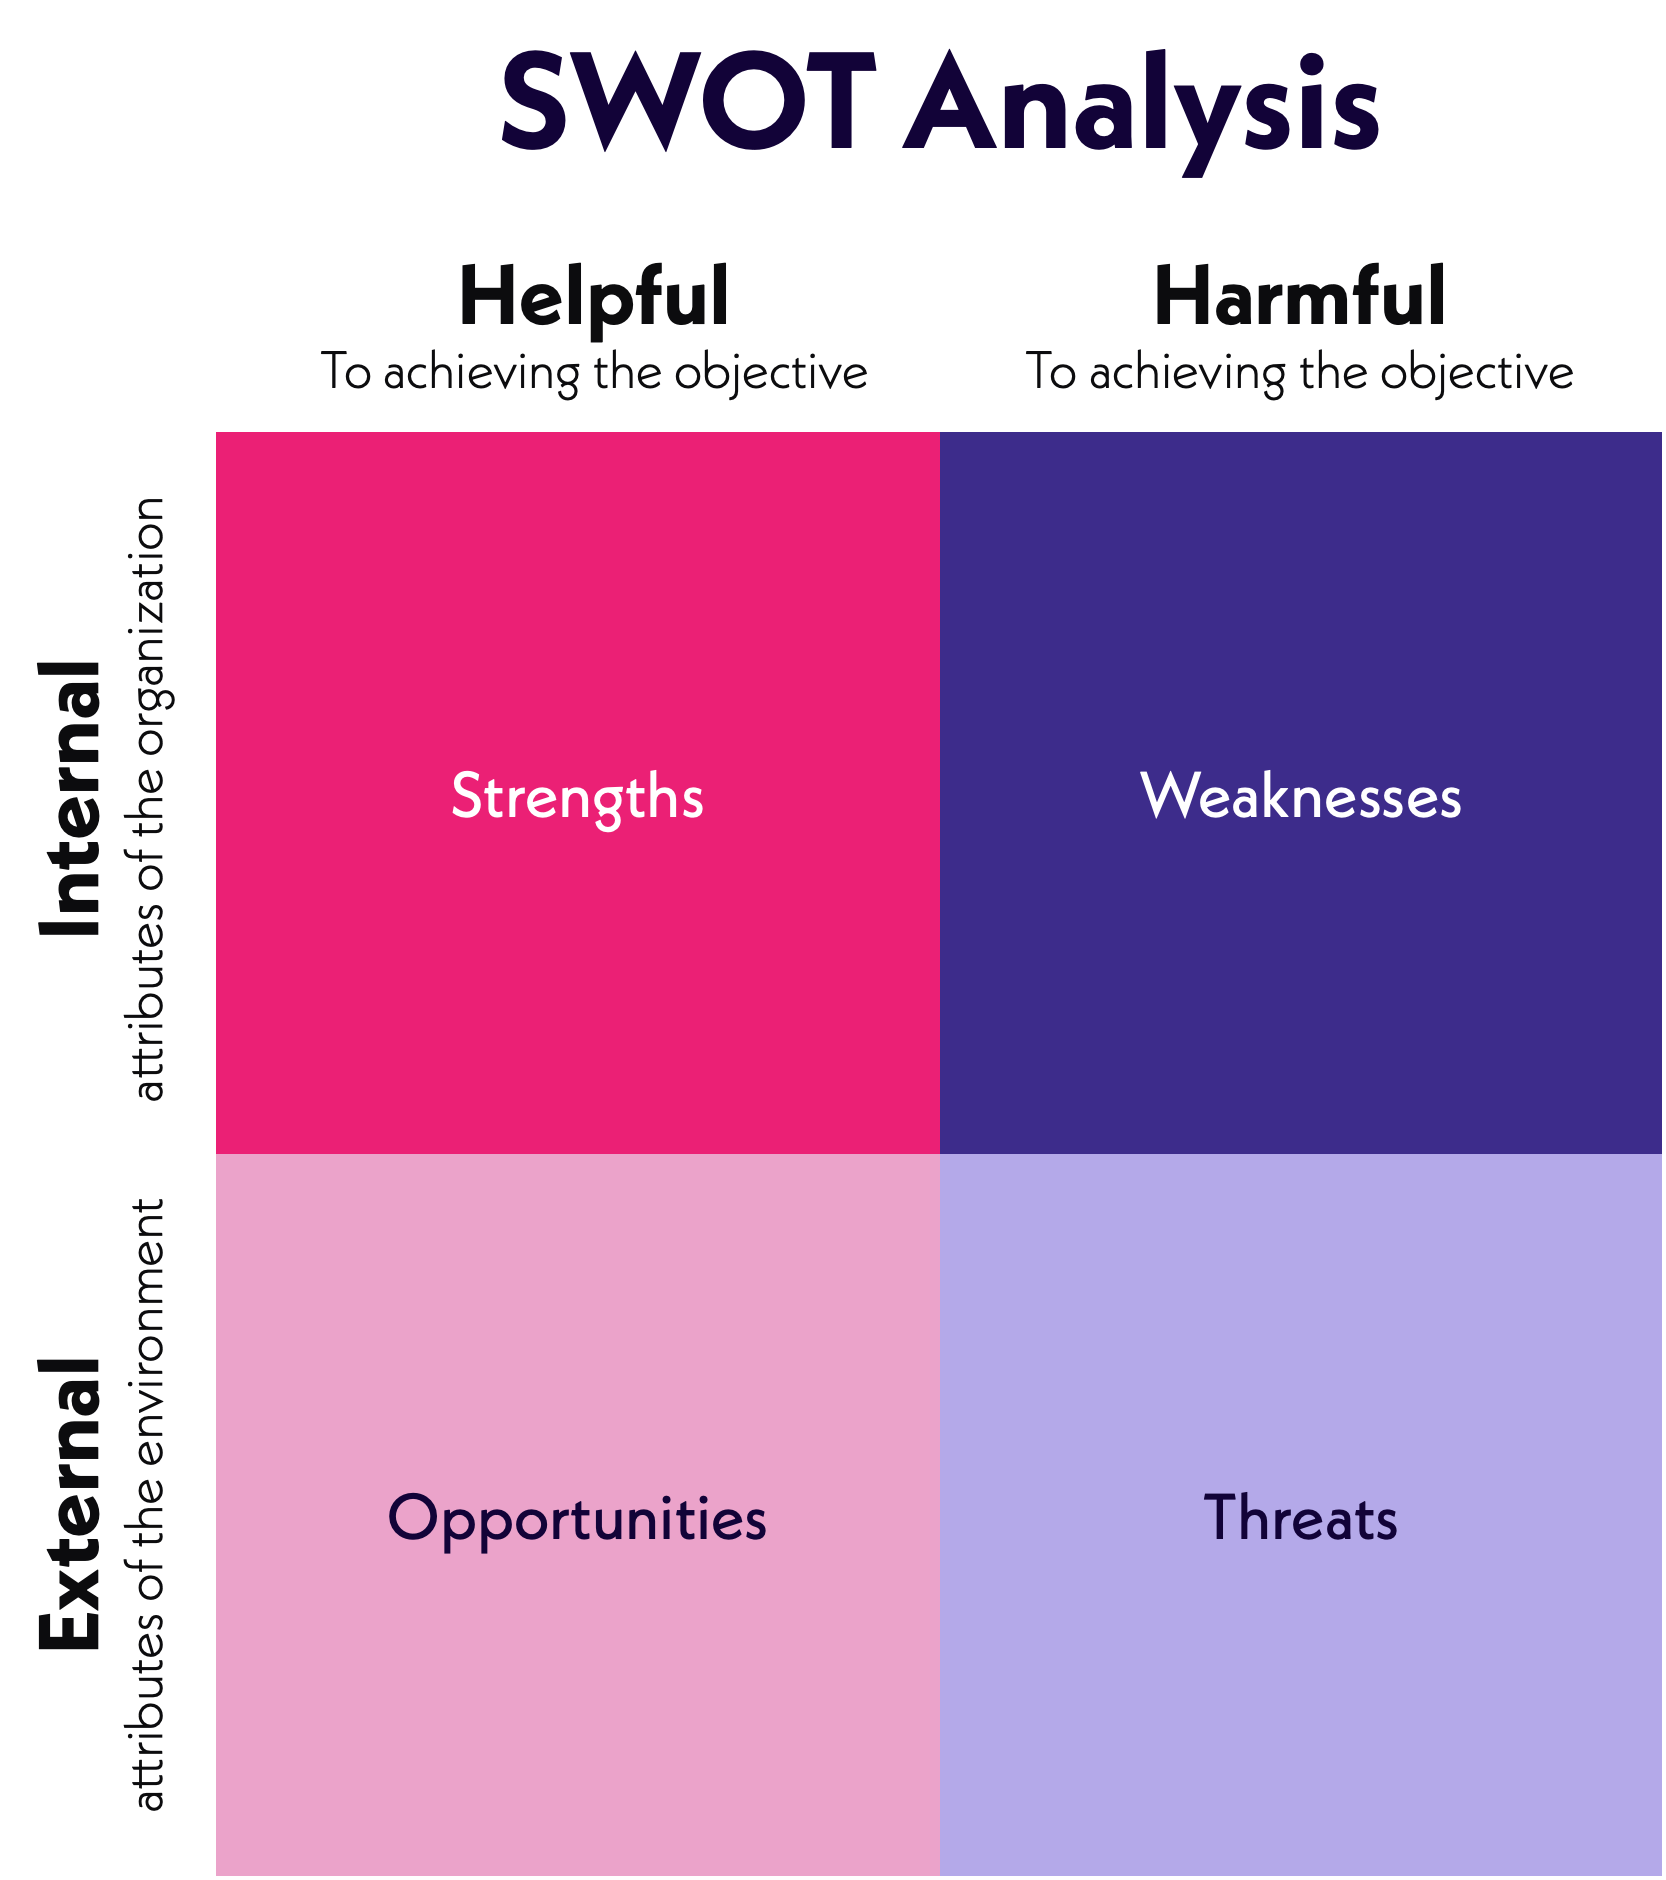 SWOT Analysis
Helpful
To achieving the objective
Harmful
To achieving the objective
Internal
attributes of the organization
Strengths
Weaknesses
External
attributes of the environment
Opportunities
Threats